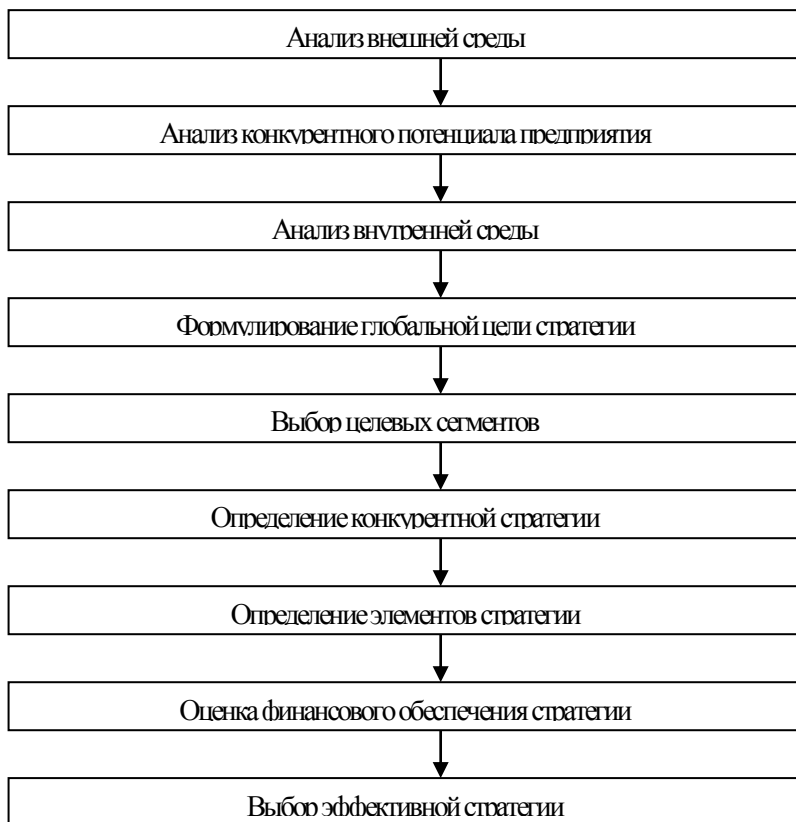 Анализ внешней среды
Анализ конкурентного потенциала предприятия
Анализ внутренней среды
Формулирование глобальной цели стратегии
Выбор целевых сегментов
Определение конкурентной стратегии
Определение элементов стратегии
Оценка финансового обеспечения стратегии
Выбор эффективной стратегии